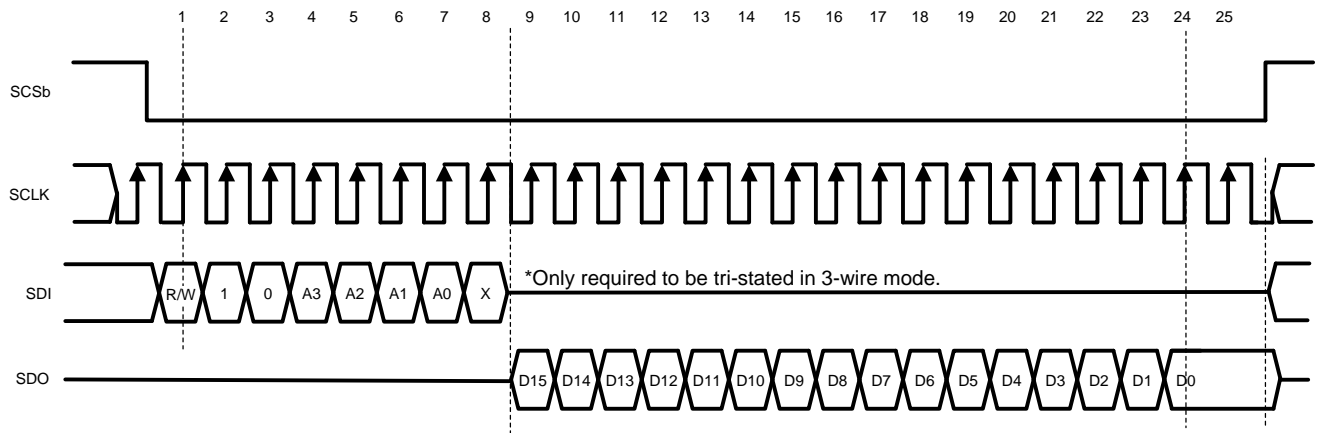 1 2 3 4 5 6 7 8 9 10 11 12 13 14 15 16 17 18 19 20 21 22 23 24 25
SCSb
SCLK
SDI R/W 1 0 A3 A2 A1 A0 X *Only required to be tri-stated in 3-wire mode.
SDO D15 D14 D13 D12 D11 D10 D9 D8 D7 D6 D5 D4 D3 D2 D1 D0